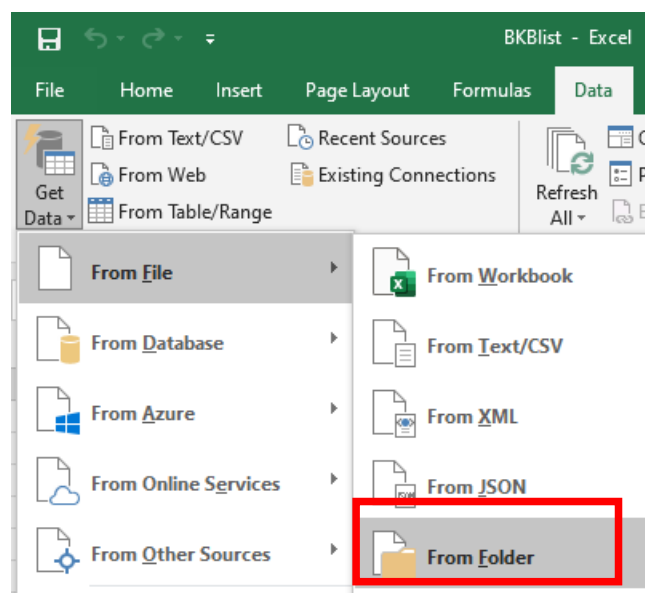 BKBlist - Excel
File Home Insert Page Layout Formulas Data
From Text/CSV Recent Sources
From Web Existing Connections
Get Data From Table/Range
Refresh All
From File
From Database
From Azure
From Online Services
From Other Sources
From Workbook
From Text/CSV
From XML
From JSON
From Folder